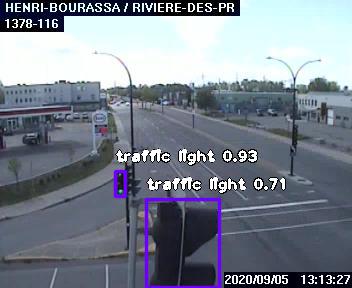 HENRI-BOURASSA / RIVIERE-DES-PR
1378-116
traffic light 0.93
traffic light 0.71
2020/09/05 13:13:27